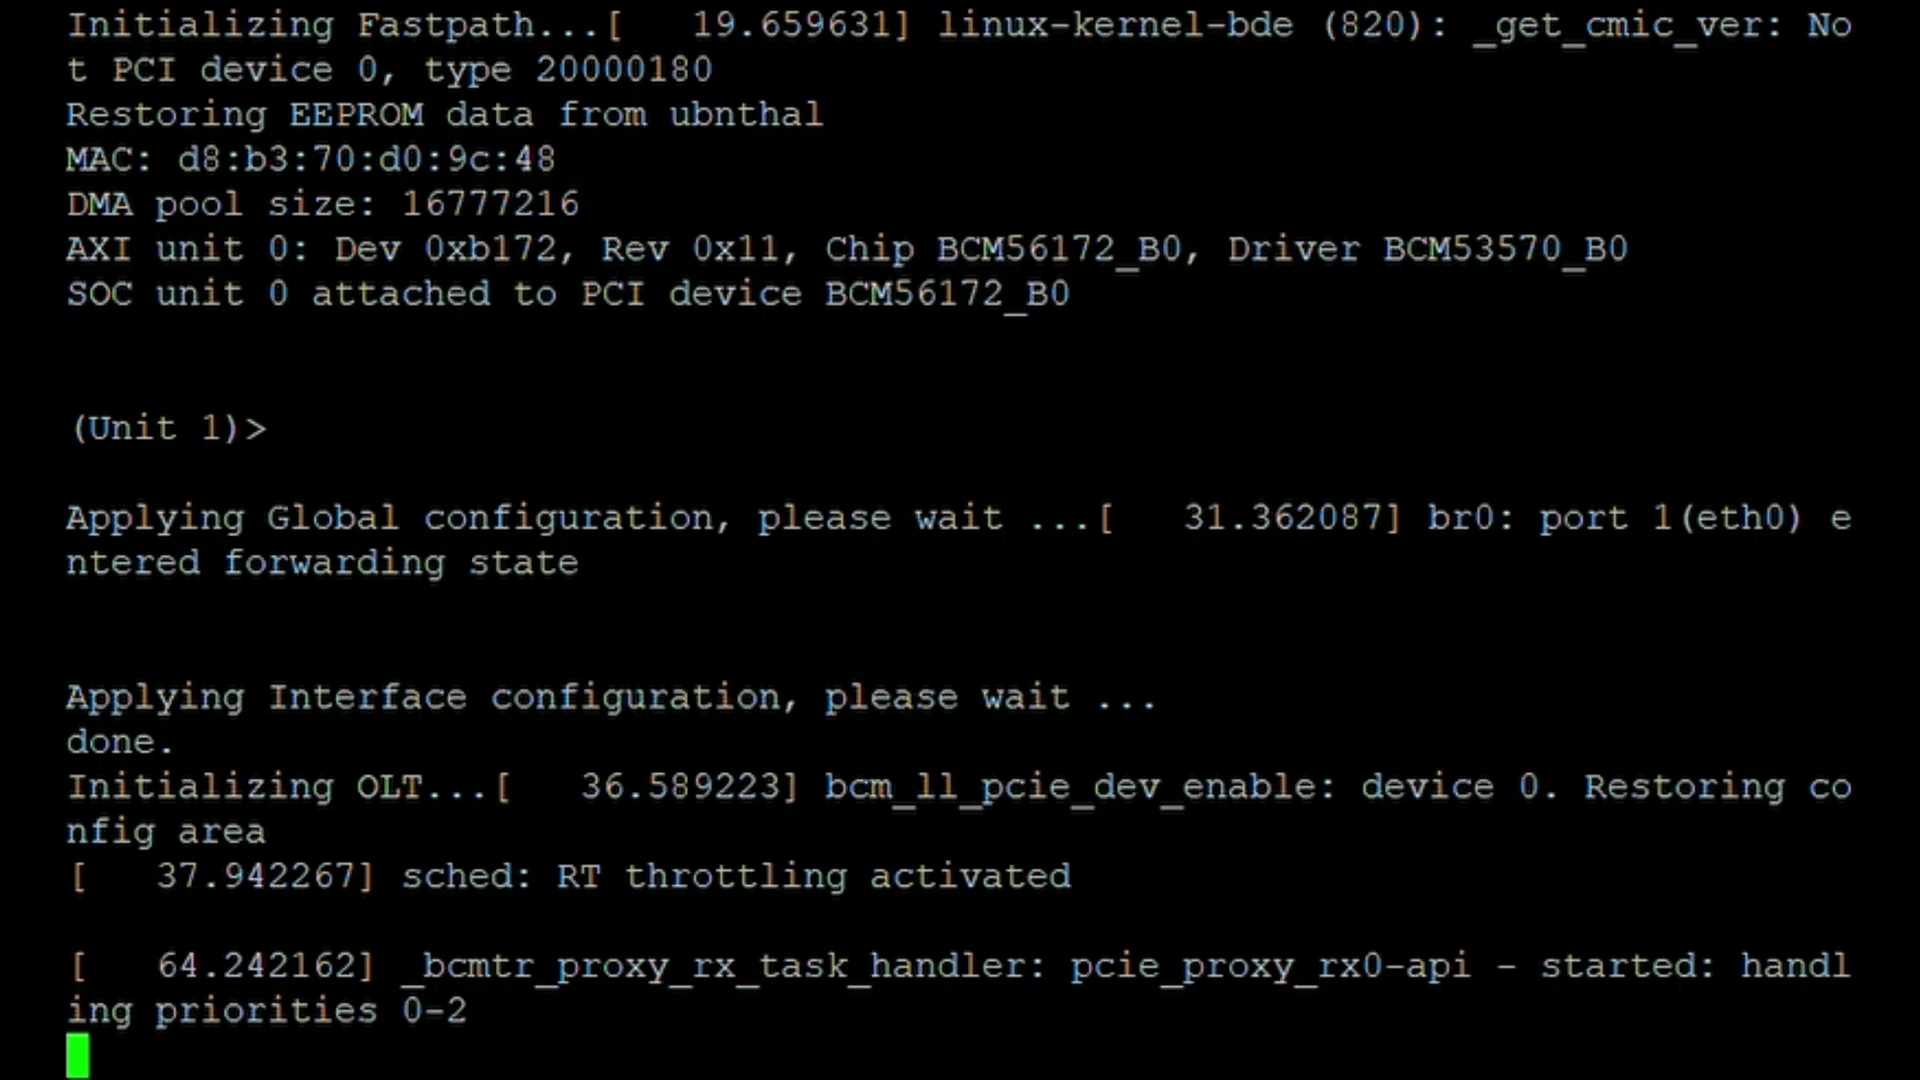 Initializing Fastpath...[   19.659631] linux-kernel-bde (820): _get_cmic_ver: No
t PCI device 0, type 20000180
Restoring EEPROM data from ubnthal
MAC: d8:b3:70:d0:9c:48
DMA pool size: 16777216
AXI unit 0: Dev 0xb172, Rev 0x11, Chip BCM56172_B0, Driver BCM53570_B0
SOC unit 0 attached to PCI device BCM56172_B0
(Unit 1)>
Applying Global configuration, please wait ...[   31.362087] br0: port 1(eth0) e
ntered forwarding state
Applying Interface configuration, please wait ...
done.
Initializing OLT...[   36.589223] bcm_ll_pcie_dev_enable: device 0. Restoring co
nfig area
[   37.942267] sched: RT throttling activated
[   64.242162] _bcmtr_proxy_rx_task_handler: pcie_proxy_rx0-api - started: handl
ing priorities 0-2